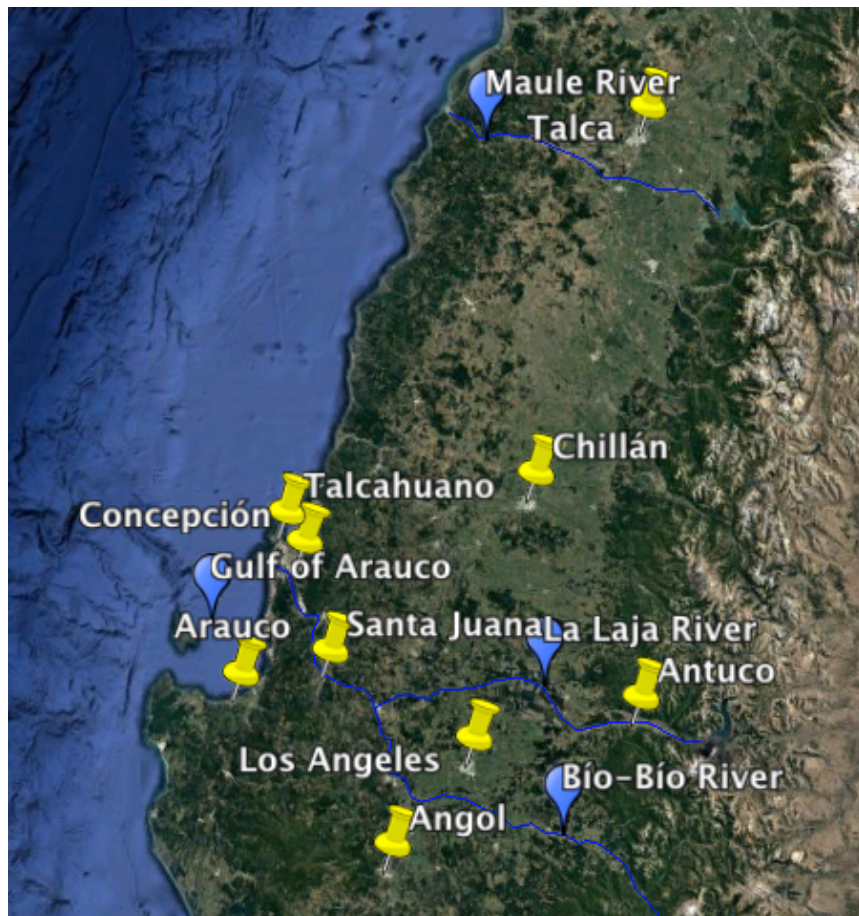 Maule River
Talca
Chillán
Talcahuano
Concepción
Gulf of Arauco
Arauco
Santa Juana
La Laja River
Antuco
Los Angeles
Bío-Bío River
Angol